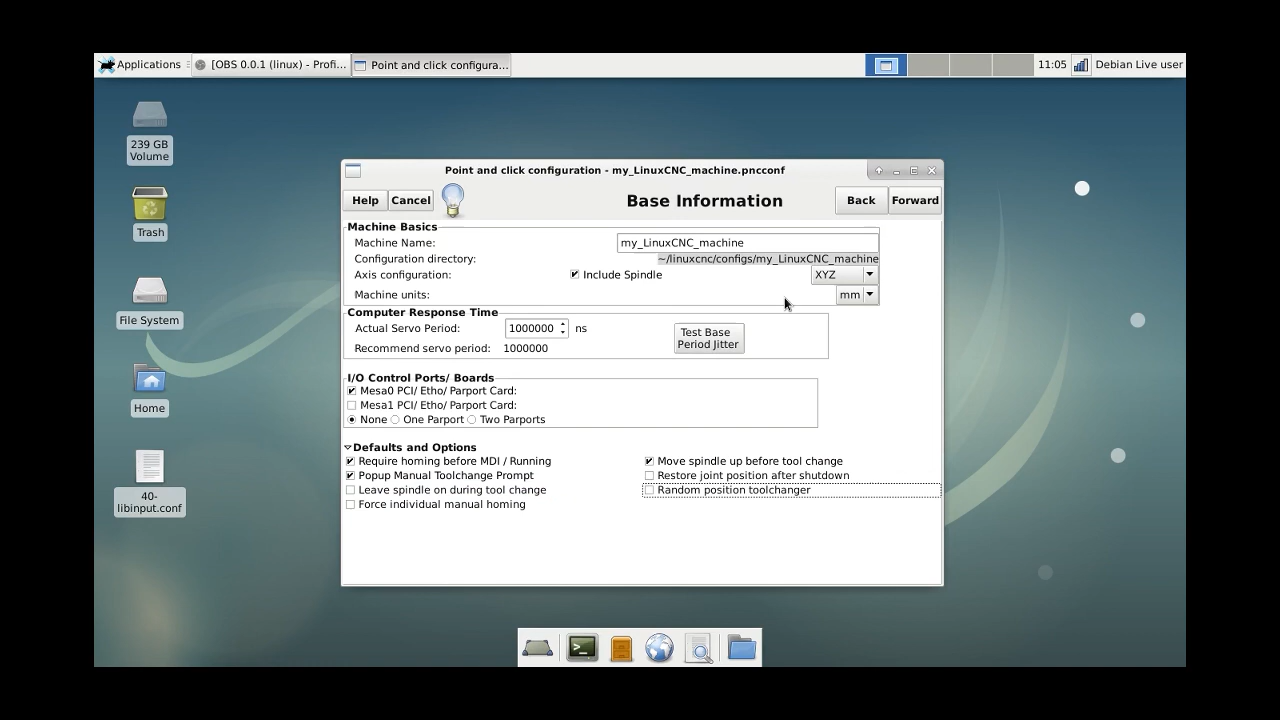 Applications
[OBS 0.0.1 (linux) - Profi...
Point and click configura...
11:05
Debian Live user
239 GB
Volume
Trash
File System
Home
40-
libinput.conf
Point and click configuration - my_LinuxCNC_machine.pncconf
Help
Cancel
Base Information
Back
Forward
Machine Basics
Machine Name:
my_LinuxCNC_machine
Configuration directory:
~/linuxcnc/configs/my_LinuxCNC_machine
Axis configuration:
Include Spindle
XYZ
Machine units:
mm
Computer Response Time
Actual Servo Period:
1000000
ns
Test Base
Period Jitter
Recommend servo period:
1000000
I/O Control Ports/ Boards
Mesa0 PCI/ Etho/ Parport Card:
Mesa1 PCI/ Etho/ Parport Card:
None
One Parport
Two Parports
Defaults and Options
Require homing before MDI / Running
Move spindle up before tool change
Popup Manual Toolchange Prompt
Restore joint position after shutdown
Leave spindle on during tool change
Random position toolchanger
Force individual manual homing
>_